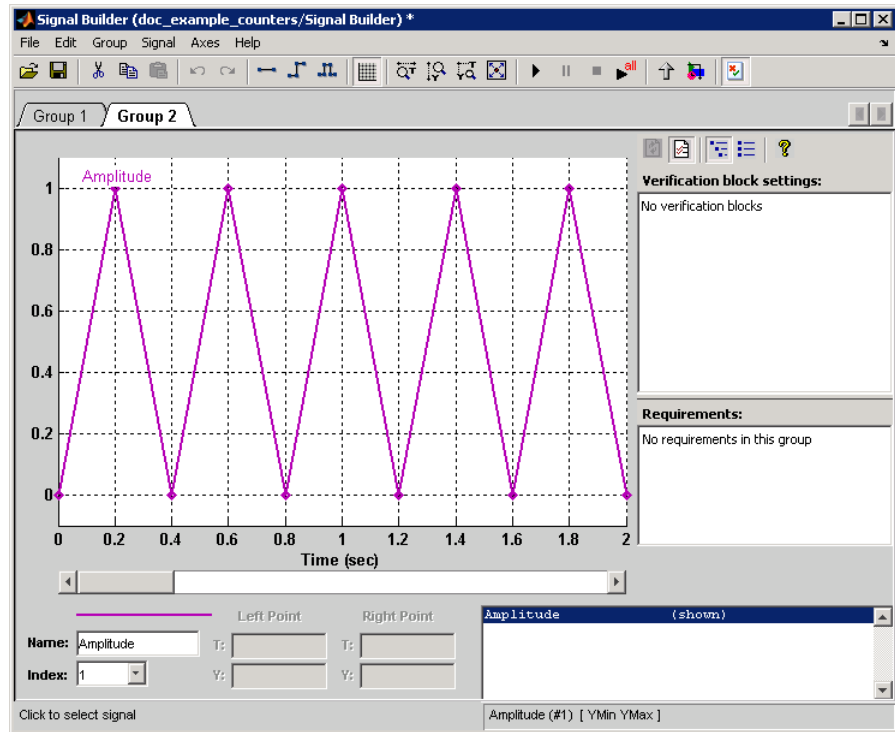 Signal Builder (doc_example_counters/Signal Builder) *
File Edit Group Signal Axes Help
all
Group 1 Group 2
Amplitude
1
0.8
0.6
0.4
0.2
0
0 0.2 0.4 0.6 0.8 1 1.2 1.4 1.6 1.8 2
Time (sec)
Verification block settings:
No verification blocks
Requirements:
No requirements in this group
Left Point Right Point
Name: Amplitude T: T:
Index: 1 Y: Y:
Amplitude (shown)
Click to select signal
Amplitude (#1) [ YMin YMax ]